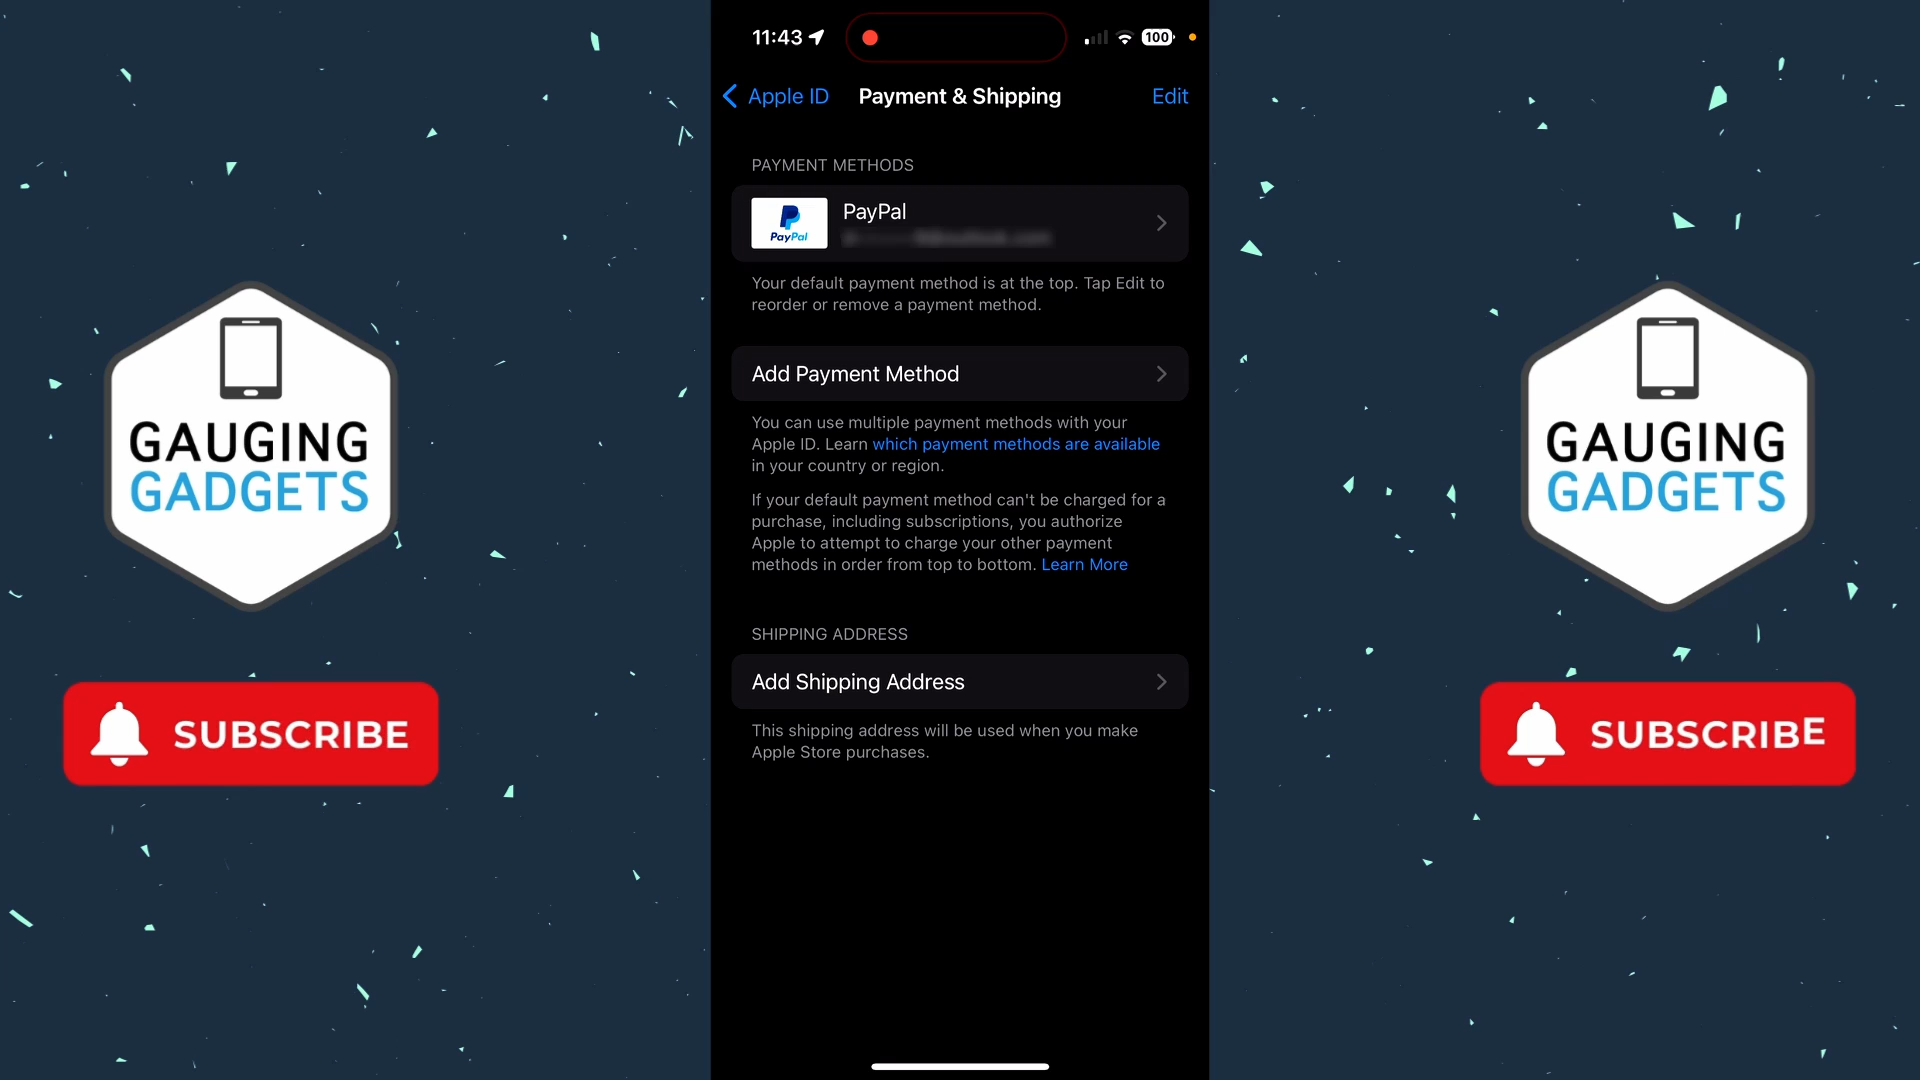 11:43
100
Apple ID
Payment & Shipping
Edit
PAYMENT METHODS
PayPal
PayPal
Your default payment method is at the top. Tap Edit to
reorder or remove a payment method.
Add Payment Method
You can use multiple payment methods with your
Apple ID. Learn which payment methods are available
in your country or region.
If your default payment method can't be charged for a
purchase, including subscriptions, you authorize
Apple to attempt to charge your other payment
methods in order from top to bottom. Learn More
SHIPPING ADDRESS
Add Shipping Address
This shipping address will be used when you make
Apple Store purchases.
GAUGING
GADGETS
SUBSCRIBE
GAUGING
GADGETS
SUBSCRIBE